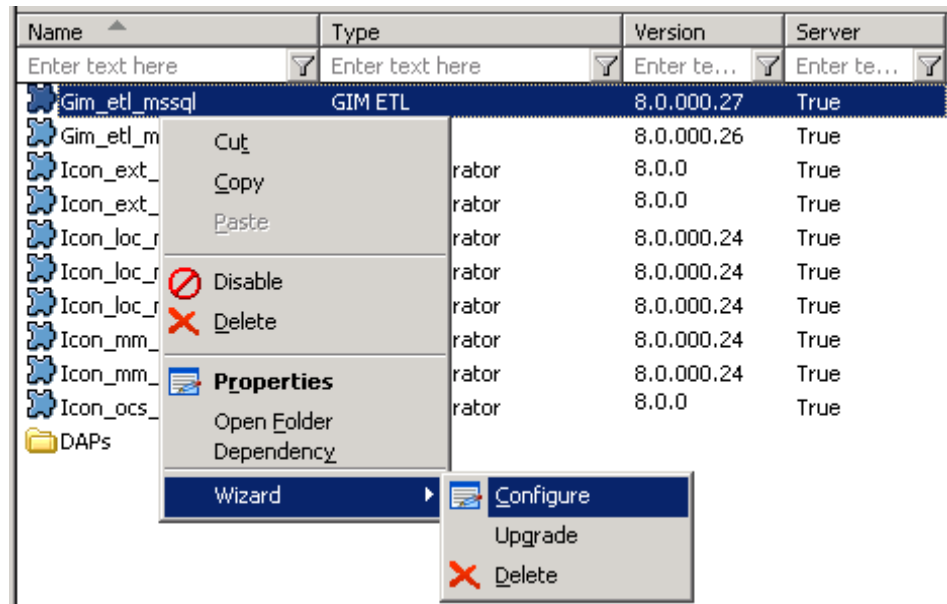 Name Type Version Server
Enter text here Enter text here Enter te... Enter te...
Gim_etl_mssql GIM ETL 8.0.000.27 True
Gim_etl_m 8.0.000.26 True
Icon_ext_ rator 8.0.0 True
Icon_ext_ rator 8.0.0 True
Icon_loc_r rator 8.0.000.24 True
Icon_loc_r rator 8.0.000.24 True
Icon_loc_r rator 8.0.000.24 True
Icon_mm_ rator 8.0.000.24 True
Icon_mm_ rator 8.0.000.24 True
Icon_ocs_ rator 8.0.0 True
DAPs
Cut
Copy
Paste
Disable
Delete
Properties
Open Folder
Dependency
Wizard
Configure
Upgrade
Delete